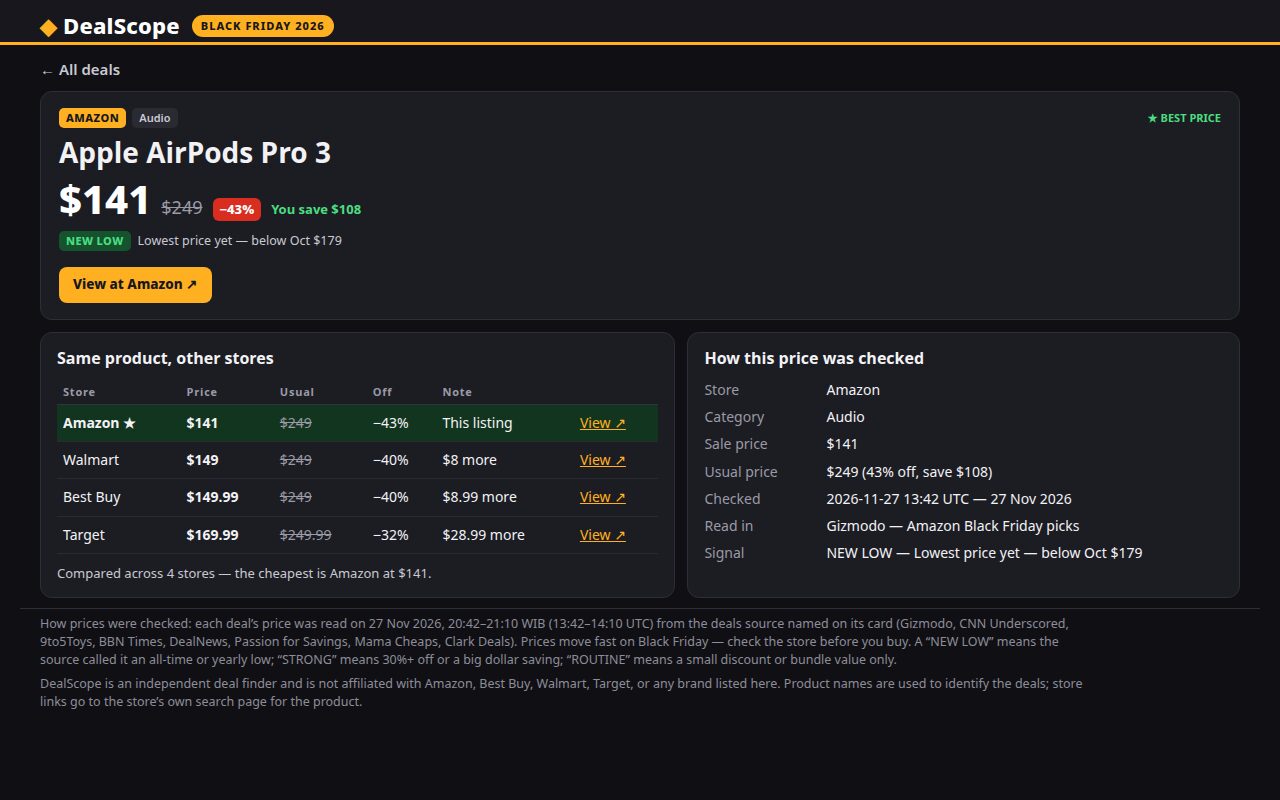 ◆ DealScope BLACK FRIDAY 2026
← All deals
AMAZON Audio ★ BEST PRICE
Apple AirPods Pro 3
$141 $249 −43% You save $108
NEW LOW Lowest price yet — below Oct $179
View at Amazon ↗
Same product, other stores
Store Price Usual Off Note
Amazon ★ $141 $249 −43% This listing View ↗
Walmart $149 $249 −40% $8 more View ↗
Best Buy $149.99 $249 −40% $8.99 more View ↗
Target $169.99 $249.99 −32% $28.99 more View ↗
Compared across 4 stores — the cheapest is Amazon at $141.
How this price was checked
Store Amazon
Category Audio
Sale price $141
Usual price $249 (43% off, save $108)
Checked 2026-11-27 13:42 UTC — 27 Nov 2026
Read in Gizmodo — Amazon Black Friday picks
Signal NEW LOW — Lowest price yet — below Oct $179
How prices were checked: each deal’s price was read on 27 Nov 2026, 20:42–21:10 WIB (13:42–14:10 UTC) from the deals source named on its card (Gizmodo, CNN Underscored,
9to5Toys, BBN Times, DealNews, Passion for Savings, Mama Cheaps, Clark Deals). Prices move fast on Black Friday — check the store before you buy. A “NEW LOW” means the
source called it an all-time or yearly low; “STRONG” means 30%+ off or a big dollar saving; “ROUTINE” means a small discount or bundle value only.
DealScope is an independent deal finder and is not affiliated with Amazon, Best Buy, Walmart, Target, or any brand listed here. Product names are used to identify the deals; store
links go to the store’s own search page for the product.